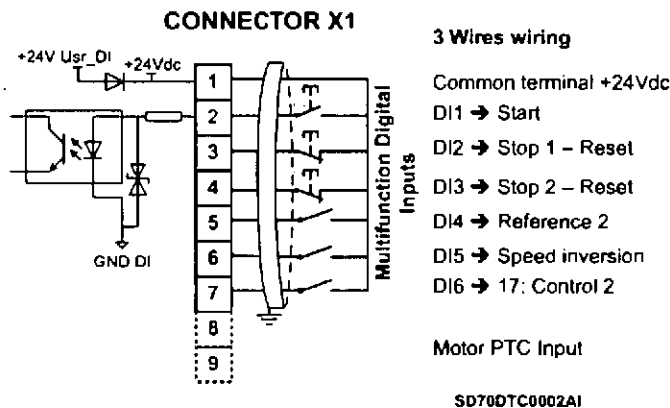 CONNECTOR X1
3 Wires wiring
+24V Usr_DI
+24Vdc
1
2
3
4
5
6
7
8
9
GND DI
Multifunction Digital
Inputs
Common terminal +24Vdc
DI1 → Start
DI2 → Stop 1 – Reset
DI3 → Stop 2 – Reset
DI4 → Reference 2
DI5 → Speed inversion
DI6 → 17: Control 2
Motor PTC Input
SD70DTC0002AI